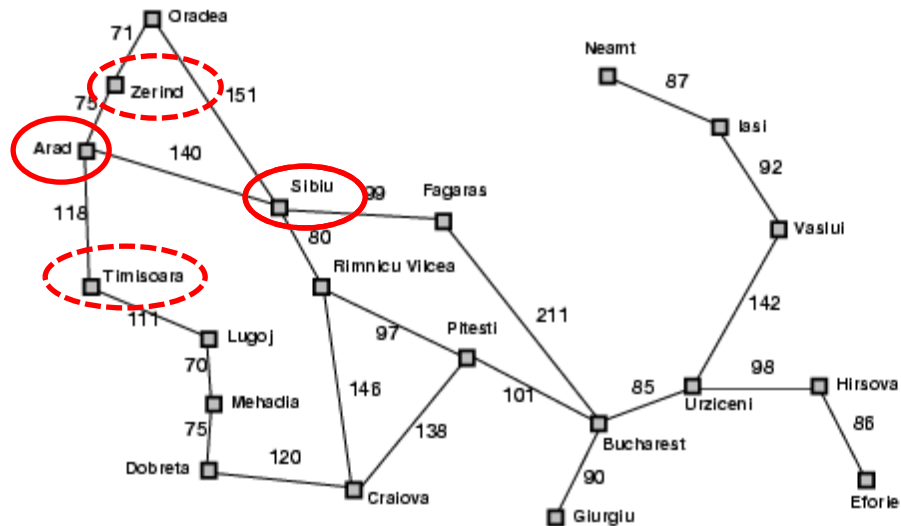 Oradea
71
Neamt
Zerind
151
87
75
Iasi
Arad
140
92
Sibiu
Fagaras
99
118
Vaslui
80
Timisoara
Rimnicu Vilcea
111
211
142
Lugoj
97
Pitesti
70
98
Hirsova
146
101
85
Urziceni
Mehadia
86
75
138
Bucharest
120
Dobreta
90
Craiova
Eforie
Giurgiu